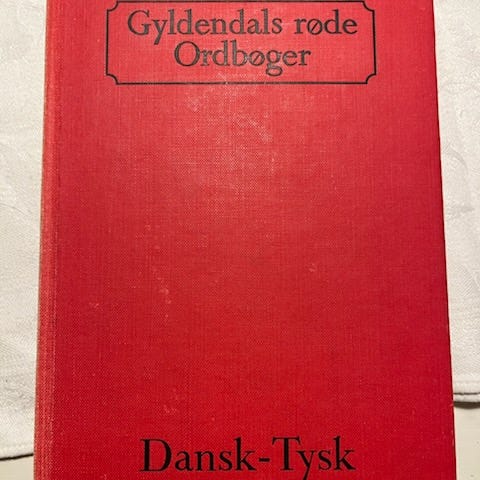 Gyldendals røde
Ordbøger
Dansk-Tysk